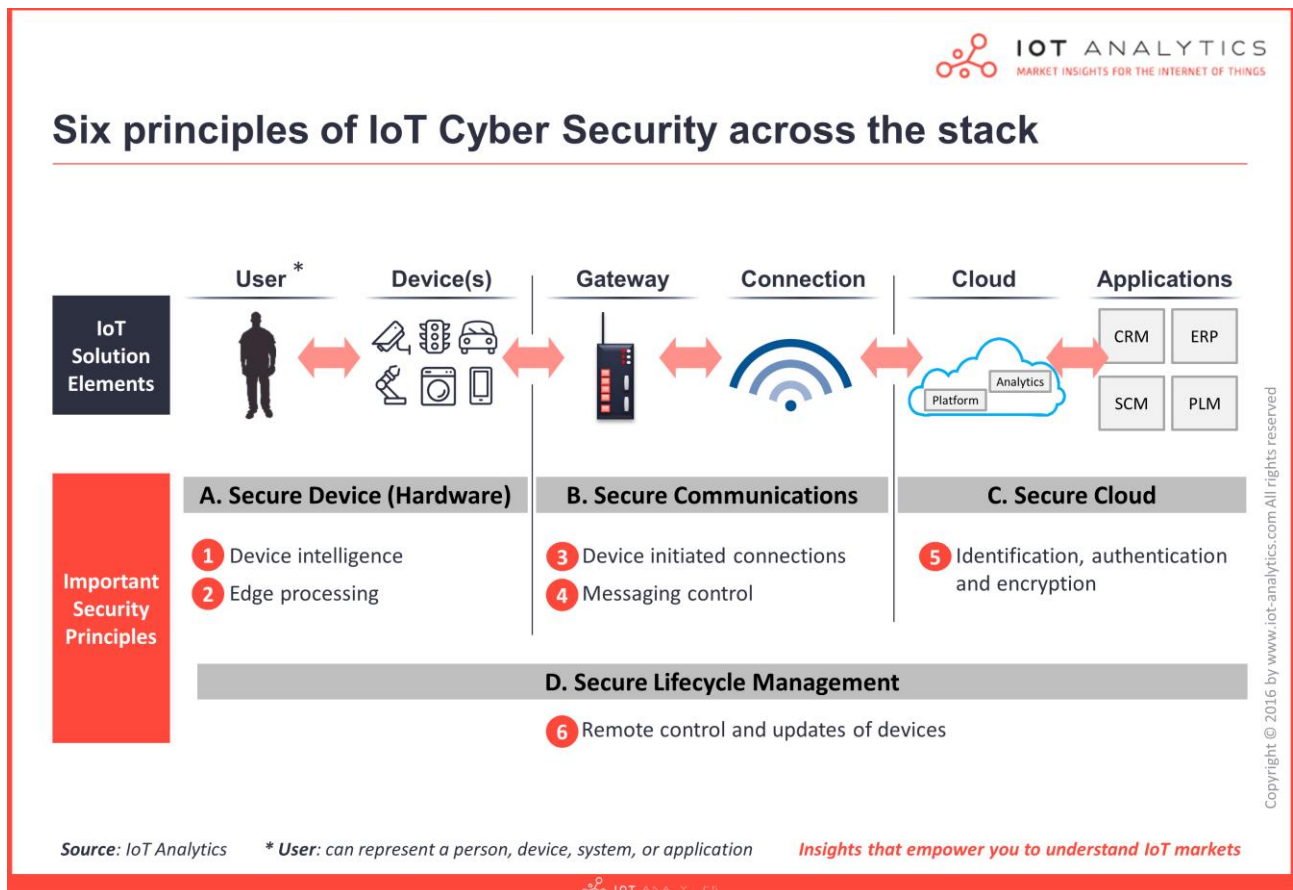 IOT ANALYTICS
MARKET INSIGHTS FOR THE INTERNET OF THINGS
Six principles of IoT Cyber Security across the stack
User *
Device(s)
Gateway
Connection
Cloud
Applications
IoT
Solution
Elements
Platform
Analytics
CRM
ERP
SCM
PLM
Important
Security
Principles
A. Secure Device (Hardware)
1 Device intelligence
2 Edge processing
B. Secure Communications
3 Device initiated connections
4 Messaging control
C. Secure Cloud
5 Identification, authentication
and encryption
D. Secure Lifecycle Management
6 Remote control and updates of devices
Copyright © 2016 by www.iot-analytics.com All rights reserved
Source: IoT Analytics
* User: can represent a person, device, system, or application
Insights that empower you to understand IoT markets